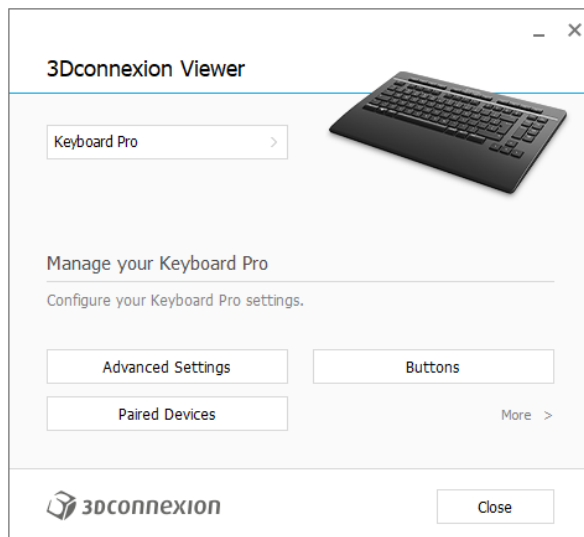 3Dconnexion Viewer
Keyboard Pro
Manage your Keyboard Pro
Configure your Keyboard Pro settings.
Advanced Settings
Buttons
Paired Devices
More >
3Dconnexion
Close